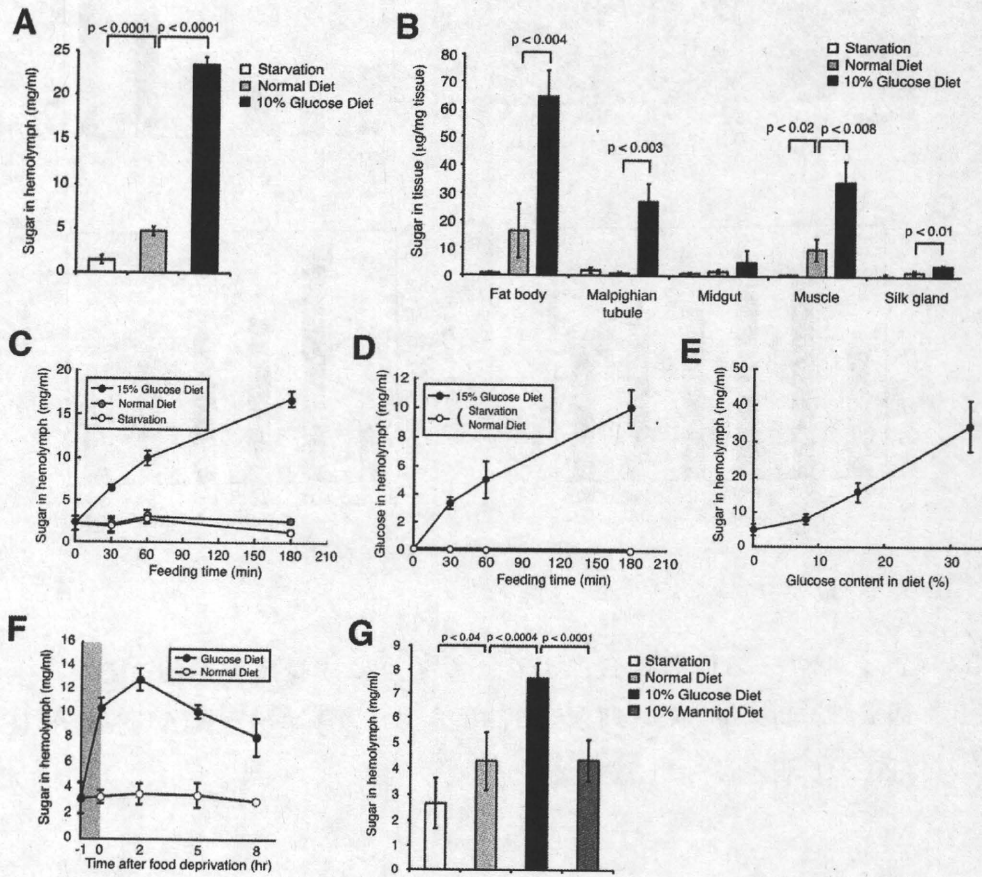 A
p < 0.0001 p < 0.0001
Sugar in hemolymph (mg/ml)
25
20
15
10
5
0
Starvation
Normal Diet
10% Glucose Diet
B
Sugar in tissue (μg/mg tissue)
80
70
60
50
40
30
20
10
0
p < 0.004
p < 0.003
p < 0.02 p < 0.008
p < 0.01
Starvation
Normal Diet
10% Glucose Diet
Fat body Malpighian tubule Midgut Muscle Silk gland
C
Sugar in hemolymph (mg/ml)
20
15
10
5
0
15% Glucose Diet
Normal Diet
Starvation
0 30 60 90 120 150 180 210
Feeding time (min)
D
Glucose in hemolymph (mg/ml)
12
10
8
6
4
2
0
15% Glucose Diet
( Starvation
Normal Diet
0 30 60 90 120 150 180 210
Feeding time (min)
E
Sugar in hemolymph (mg/ml)
50
40
30
20
10
0
0 10 20 30
Glucose content in diet (%)
F
Sugar in hemolymph (mg/ml)
16
14
12
10
8
6
4
2
0
Glucose Diet
Normal Diet
-1 0 2 5 8
Time after food deprivation (hr)
G
p < 0.04 p < 0.0004 p < 0.0001
Sugar in hemolymph (mg/ml)
9
8
7
6
5
4
3
2
1
0
Starvation
Normal Diet
10% Glucose Diet
10% Mannitol Diet